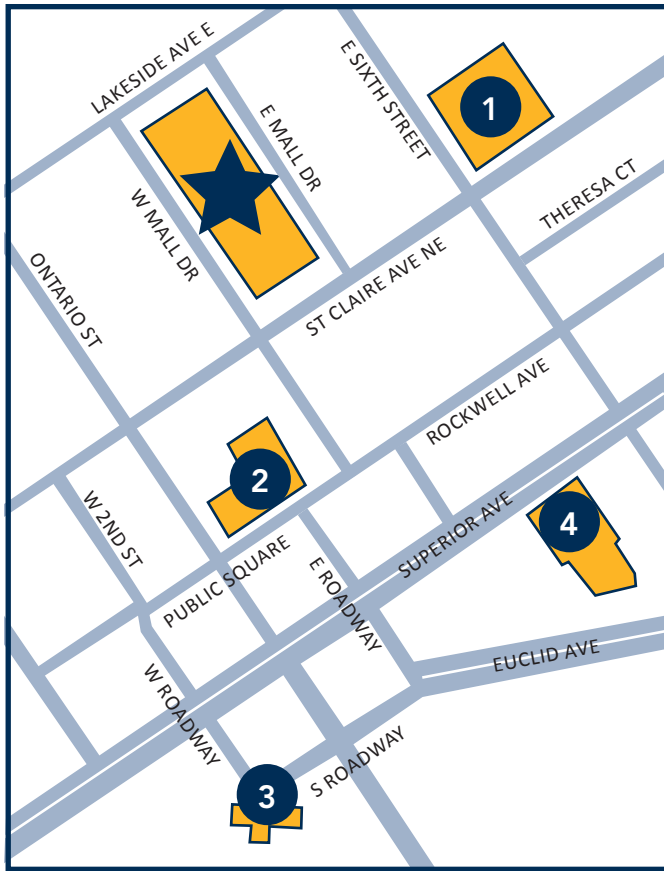 LAKESIDE AVE E
E SIXTH STREET
1
E MALL DR
THERESA CT
W MALL DR
ONTARIO ST
ST CLAIRE AVE NE
ROCKWELL AVE
2
W 2ND ST
SUPERIOR AVE
4
PUBLIC SQUARE
E ROADWAY
EUCLID AVE
W ROADWAY
S ROADWAY
3